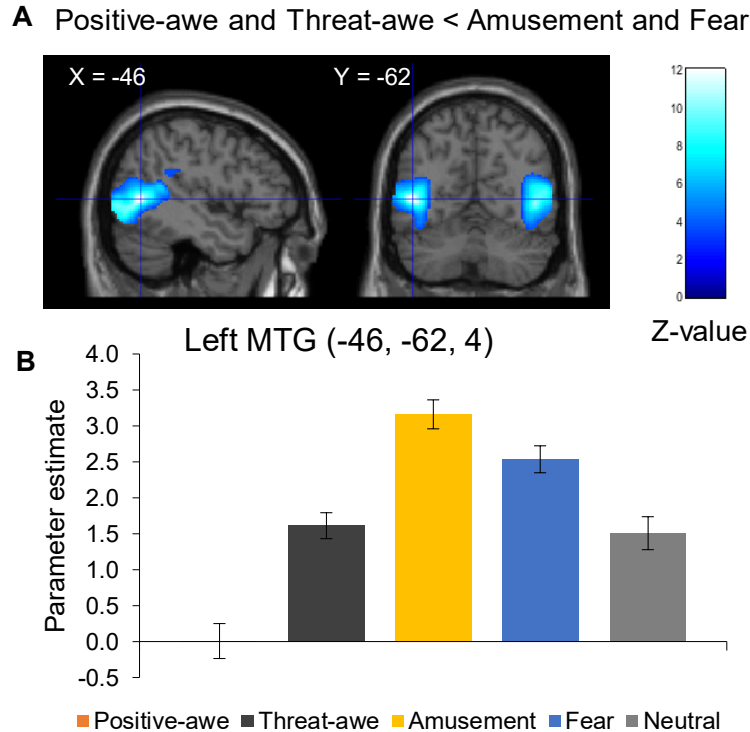 A Positive-awe and Threat-awe < Amusement and Fear
X = -46
Y = -62
12
10
8
6
4
2
0
Z-value
Left MTG (-46, -62, 4)
B
Parameter estimate
4.0
3.5
3.0
2.5
2.0
1.5
1.0
0.5
0.0
-0.5
Positive-awe Threat-awe Amusement Fear Neutral